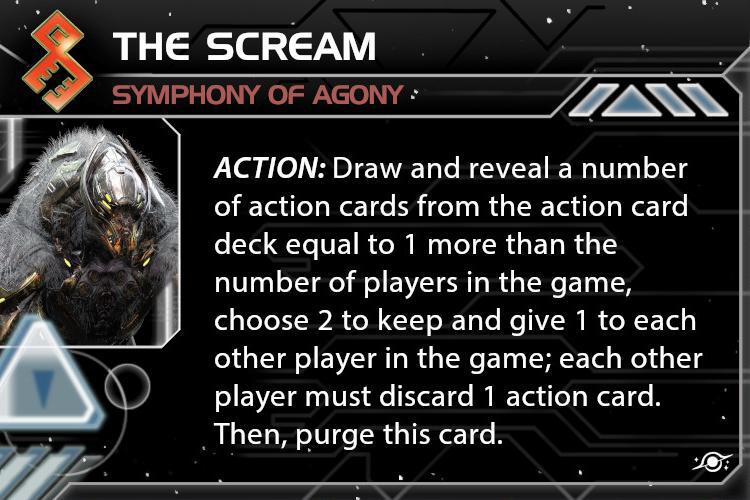 THE SCREAM
SYMPHONY OF AGONY
ACTION: Draw and reveal a number
of action cards from the action card
deck equal to 1 more than the
number of players in the game,
choose 2 to keep and give 1 to each
other player in the game; each other
player must discard 1 action card.
Then, purge this card.